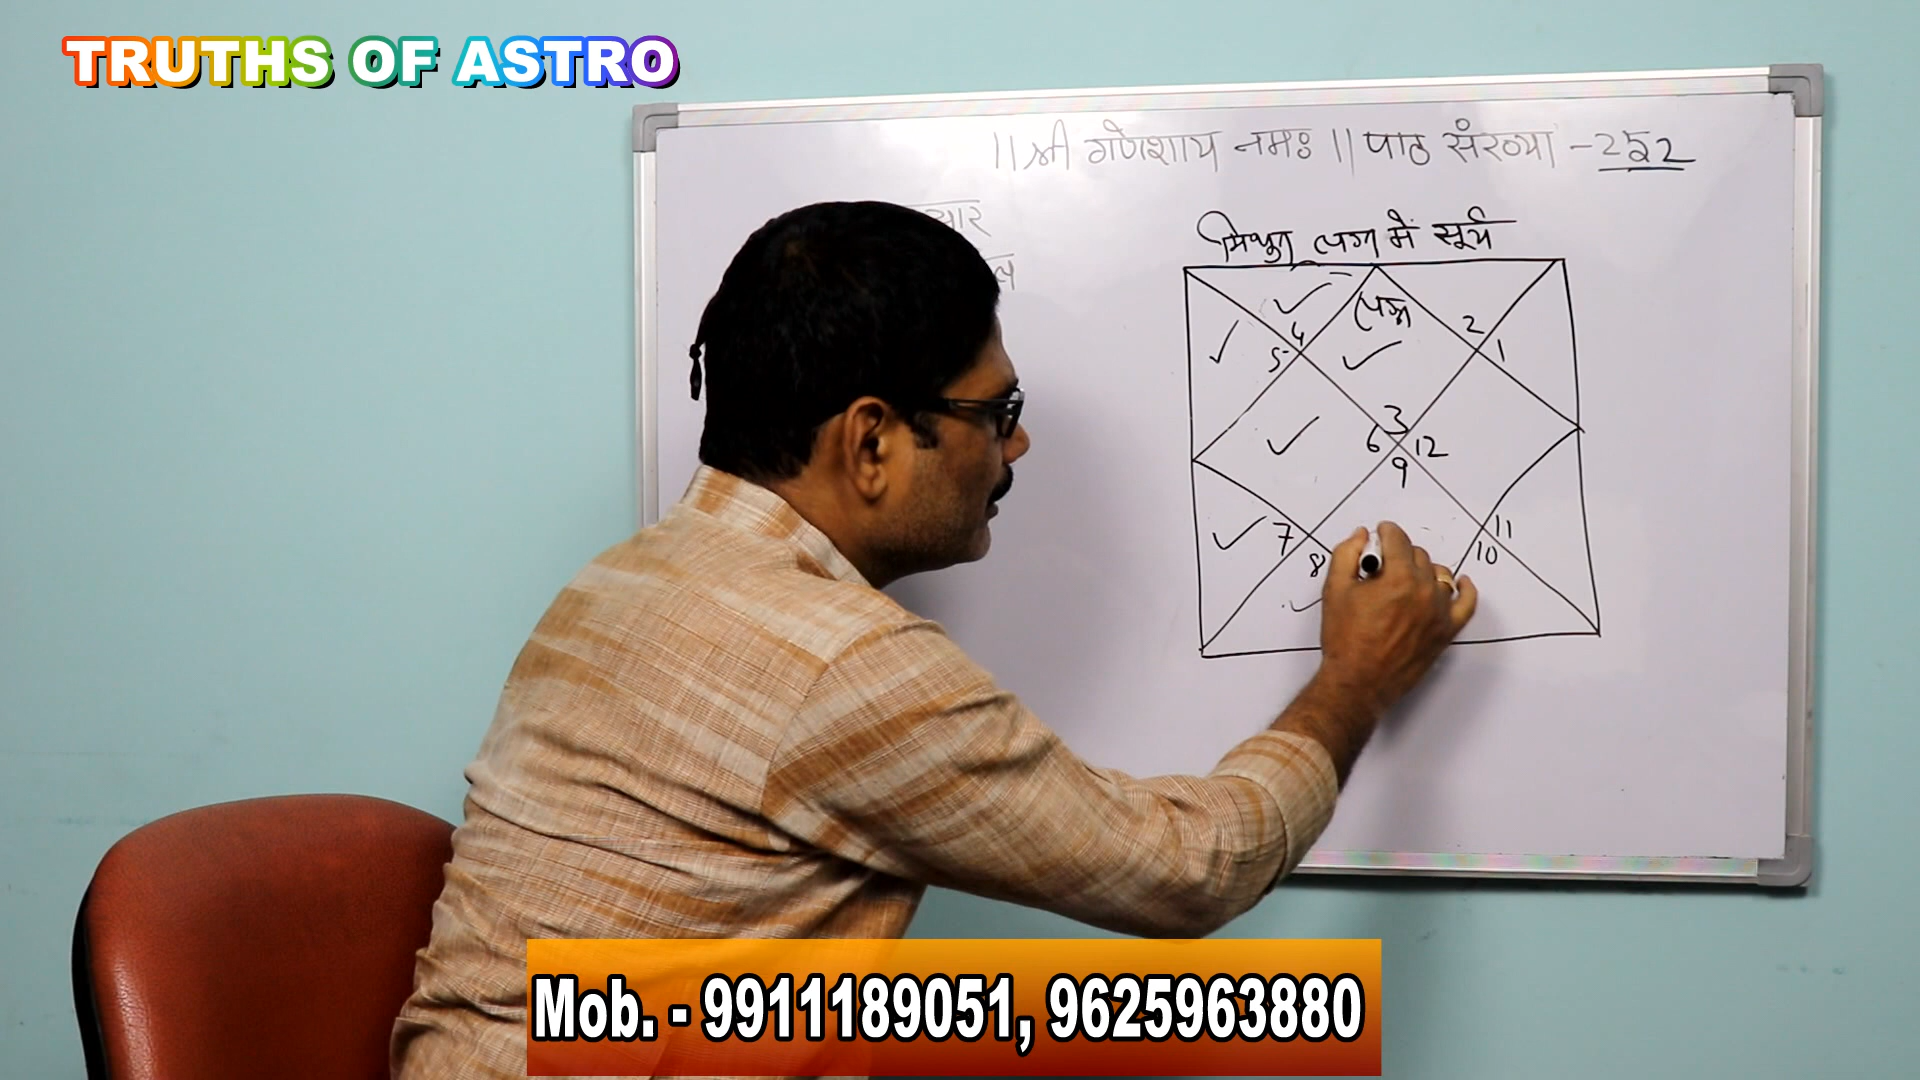 TRUTHS OF ASTRO
||श्री गणेशाय नमः|| पाठ संख्या - 252
मिथुन लग्न में सूर्य
लग्न
4
2
5
1
3
6
12
9
7
11
8
10
Mob. - 9911189051, 9625963880